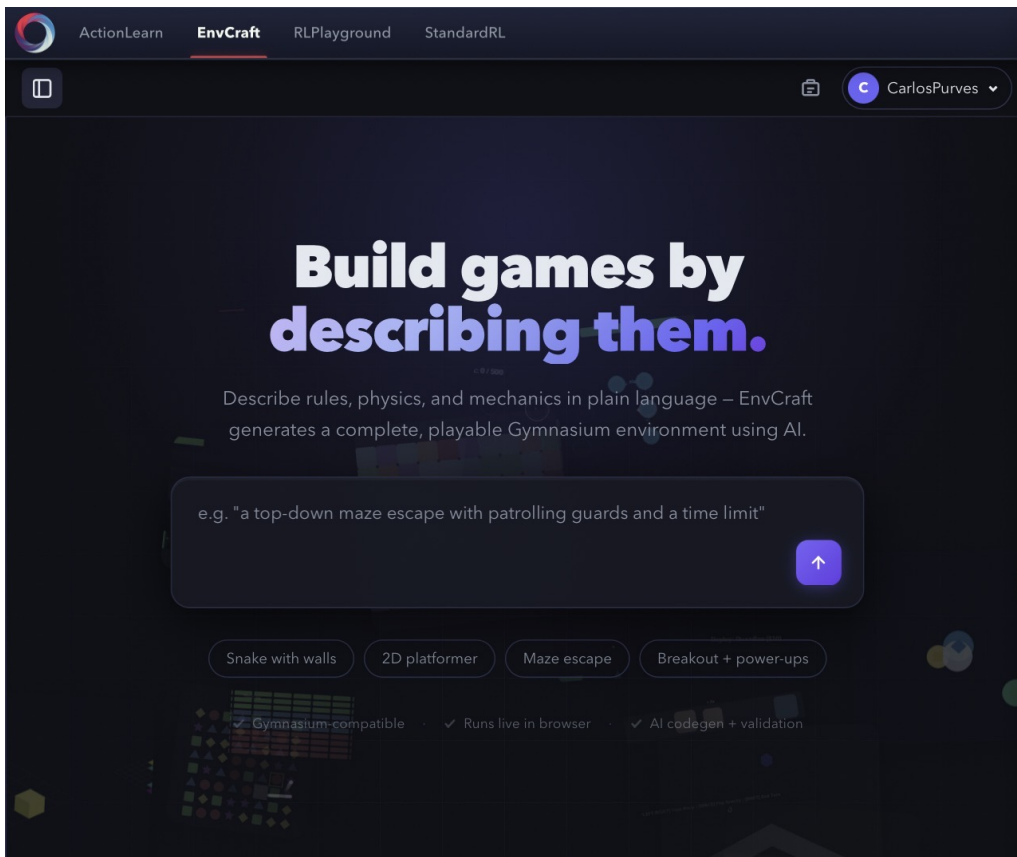 ActionLearn EnvCraft RLPlayground StandardRL
C CarlosPurves
Build games by
describing them.
Describe rules, physics, and mechanics in plain language — EnvCraft
generates a complete, playable Gymnasium environment using AI.
e.g. "a top-down maze escape with patrolling guards and a time limit"
Snake with walls 2D platformer Maze escape Breakout + power-ups
✓ Gymnasium-compatible · ✓ Runs live in browser · ✓ AI codegen + validation